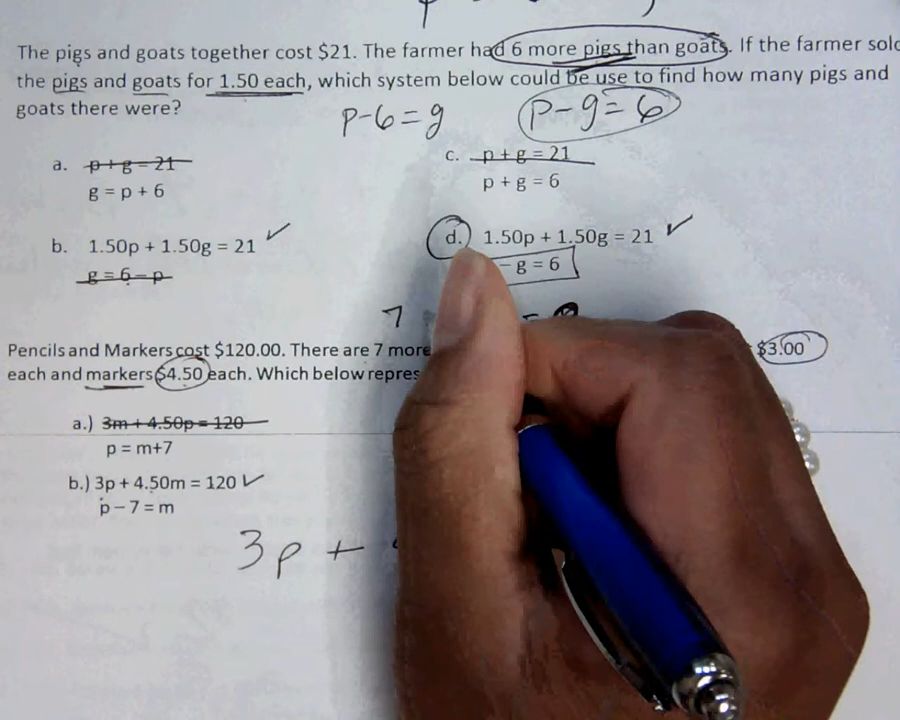 The pigs and goats together cost $21. The farmer had 6 more pigs than goats. If the farmer sold
the pigs and goats for 1.50 each, which system below could be use to find how many pigs and
goats there were?
p-6=g p-g=6
a. p + g = 21
g = p + 6
c. p + g = 21
p + g = 6
b. 1.50p + 1.50g = 21
g = 6 – p
d. 1.50p + 1.50g = 21
– g = 6
7
Pencils and Markers cost $120.00. There are 7 more $3.00
each and markers $4.50 each. Which below
a.) 3m + 4.50p = 120
p = m+7
b.) 3p + 4.50m = 120
p – 7 = m
3p +